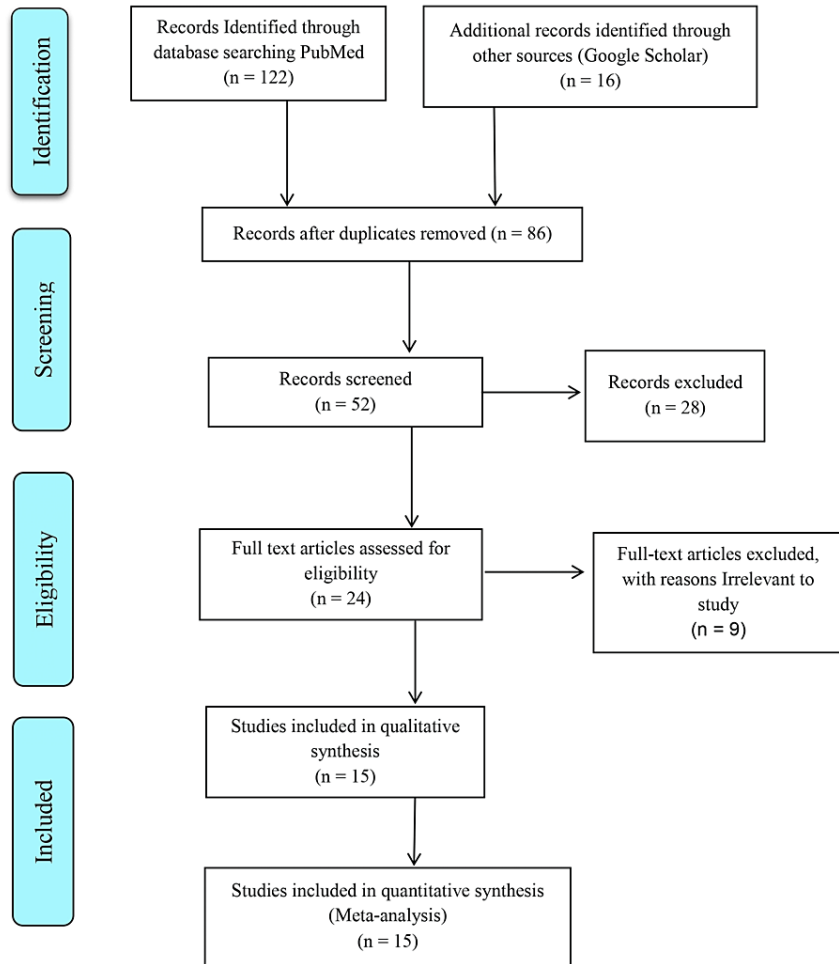 Identification
Records Identified through
database searching PubMed
(n = 122)
Additional records identified through
other sources (Google Scholar)
(n = 16)
Records after duplicates removed (n = 86)
Screening
Records screened
(n = 52)
Records excluded
(n = 28)
Eligibility
Full text articles assessed for
eligibility
(n = 24)
Full-text articles excluded,
with reasons Irrelevant to
study
(n = 9)
Included
Studies included in qualitative
synthesis
(n = 15)
Studies included in quantitative synthesis
(Meta-analysis)
(n = 15)